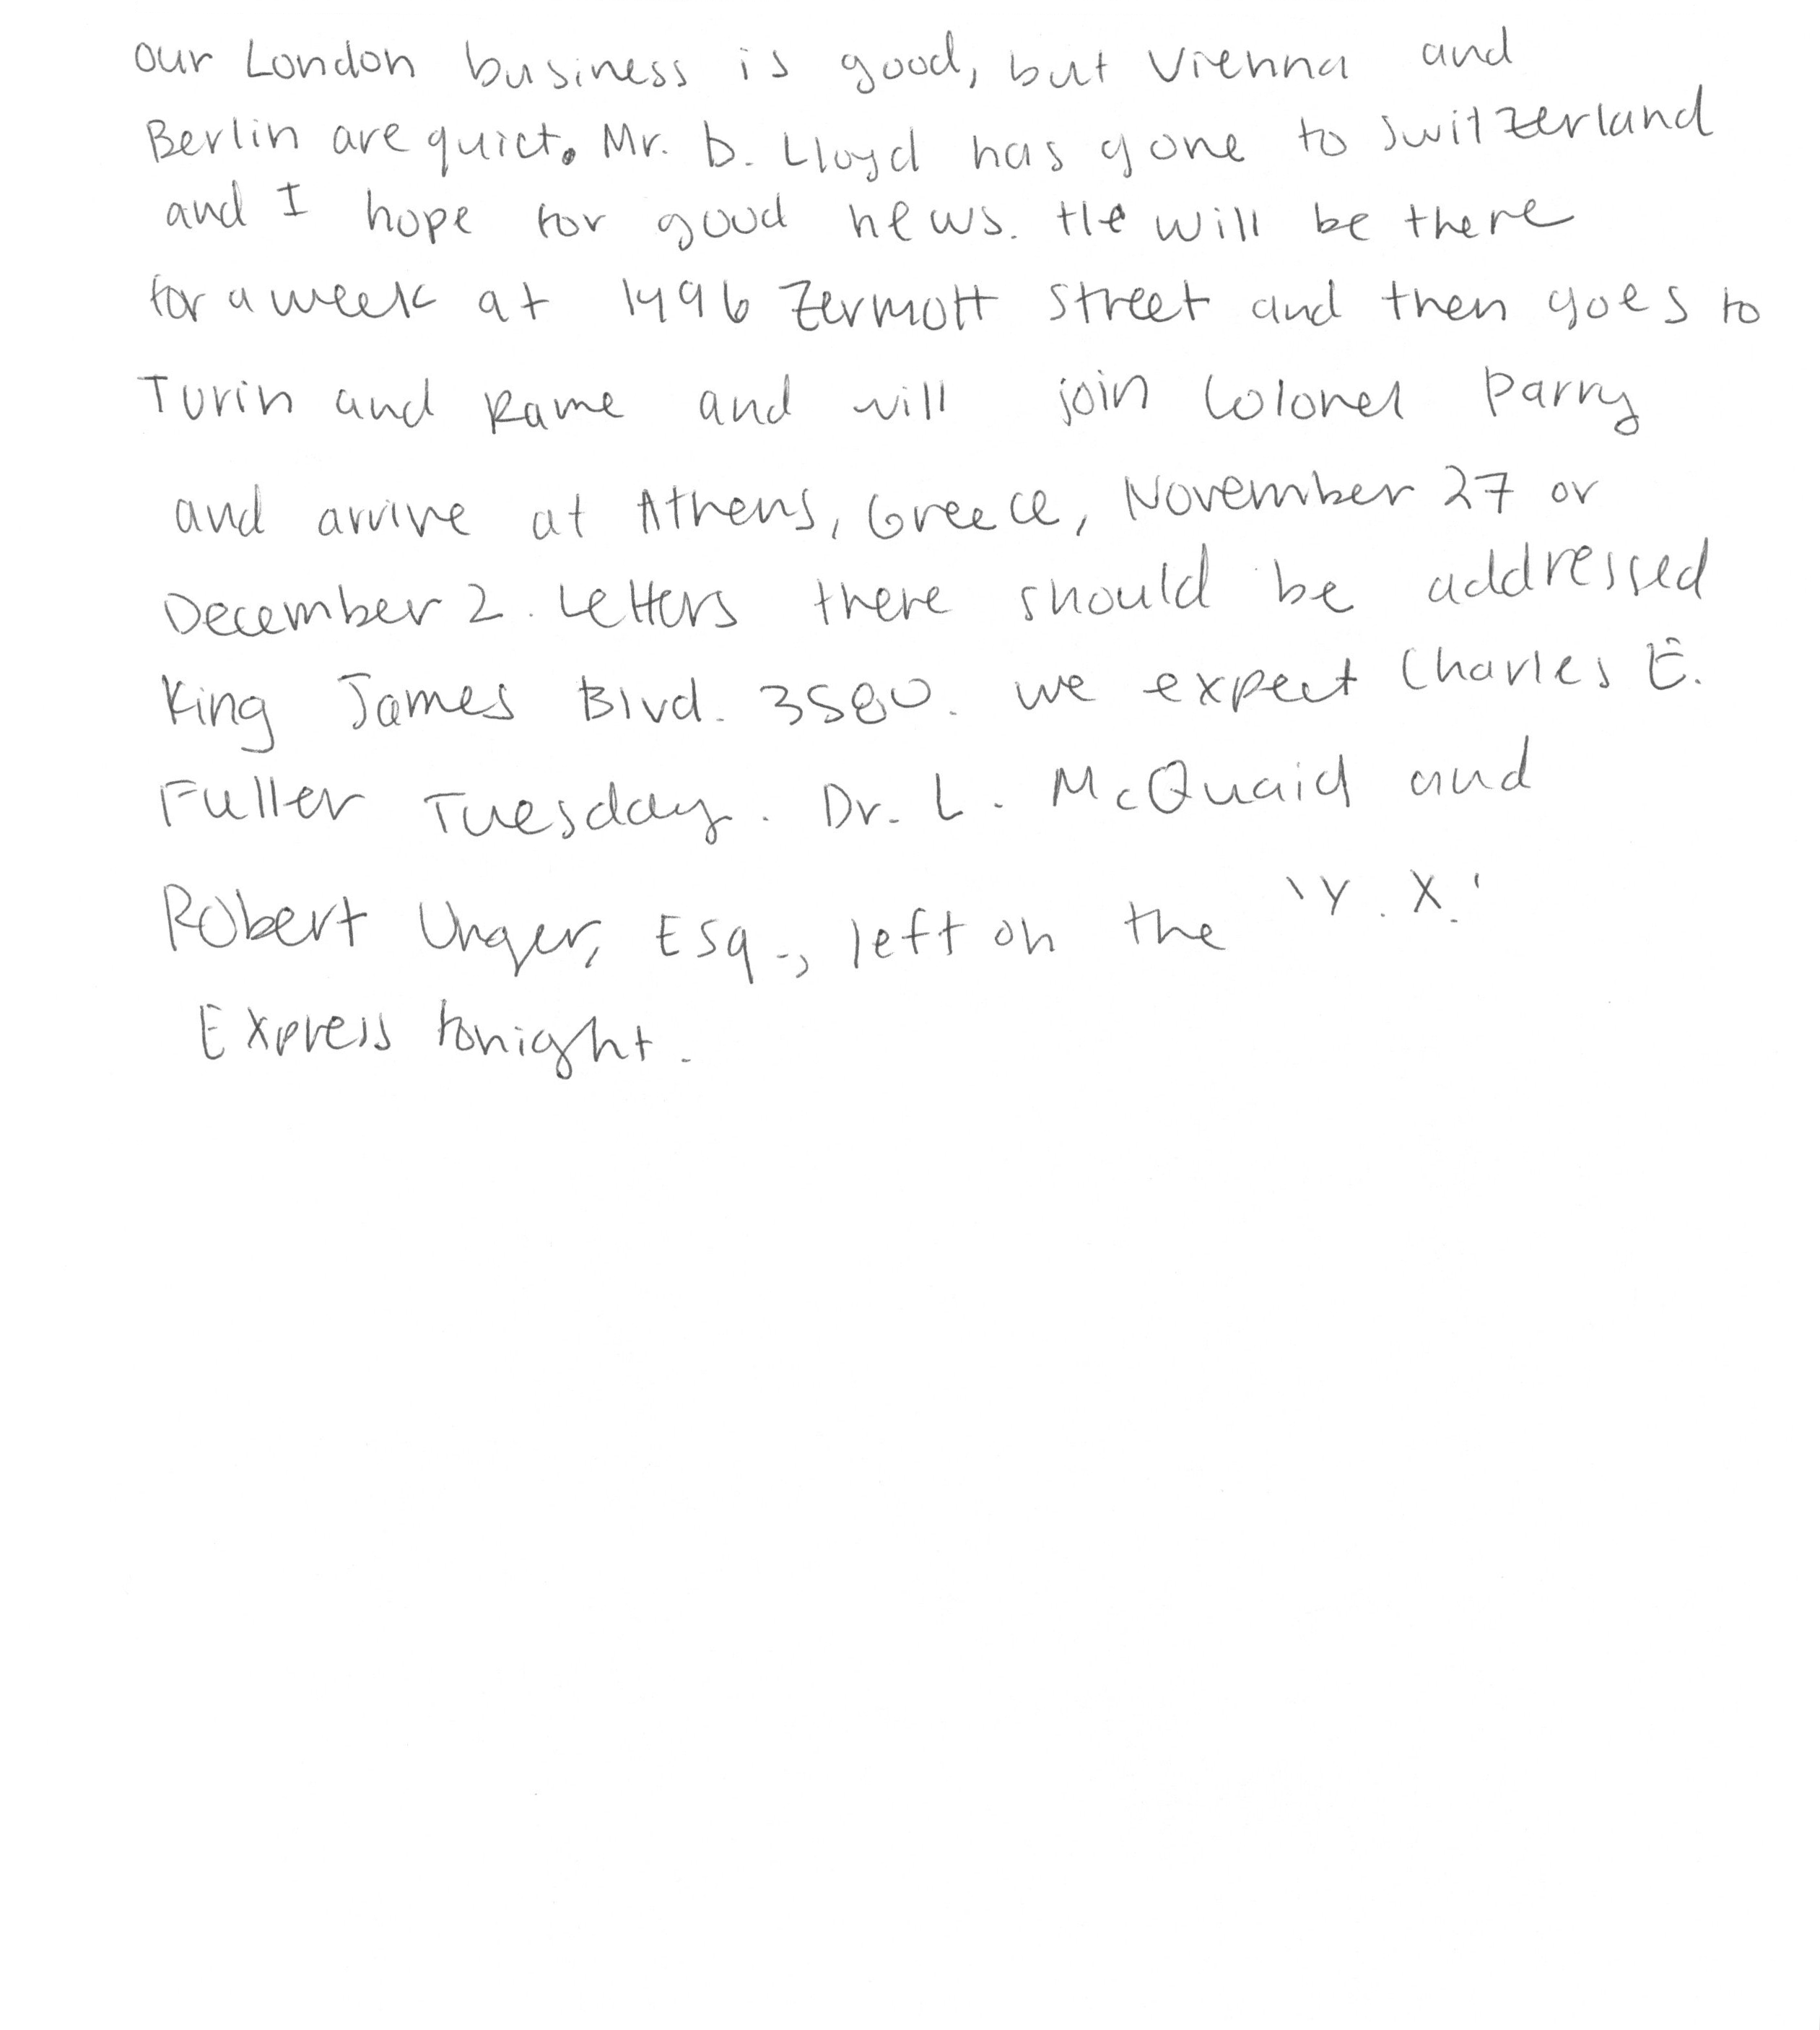 our London business is good, but Vienna and
Berlin are quiet. Mr. D. Lloyd has gone to Switzerland
and I hope for good news. He will be there
for a week at 1496 Zermott street and then goes to
Turin and Rame and will join Colonel Parry
and arrive at Athens, Greece, November 27 or
December 2. Letters there should be addressed
King James Blvd. 3580. we expect Charles E.
Fuller Tuesday. Dr. L. McQuaid and
Robert Unger, Esq., left on the 'Y. X.'
Express tonight.